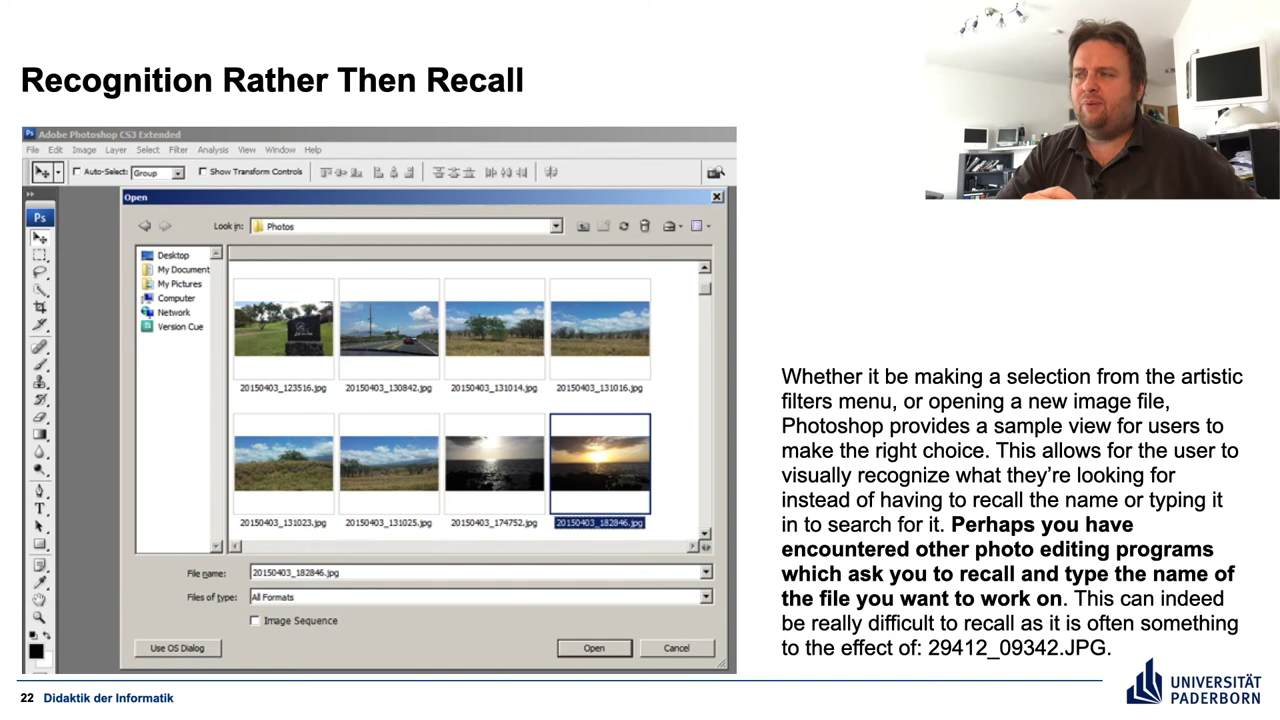 Recognition Rather Then Recall
Ps Adobe Photoshop CS3 Extended
File Edit Image Layer Select Filter Analysis View Window Help
Auto-Select: Group Show Transform Controls
Open
Ps
Look in: Photos
Desktop
My Document
My Pictures
Computer
Network
Version Cue
20150403_123516.jpg 20150403_130842.jpg 20150403_131014.jpg 20150403_131016.jpg
20150403_131023.jpg 20150403_131025.jpg 20150403_174752.jpg 20150403_182846.jpg
File name: 20150403_182846.jpg
Files of type: All Formats
Image Sequence
Use OS Dialog Open Cancel
Whether it be making a selection from the artistic
filters menu, or opening a new image file,
Photoshop provides a sample view for users to
make the right choice. This allows for the user to
visually recognize what they’re looking for
instead of having to recall the name or typing it
in to search for it. Perhaps you have
encountered other photo editing programs
which ask you to recall and type the name of
the file you want to work on. This can indeed
be really difficult to recall as it is often something
to the effect of: 29412_09342.JPG.
22 Didaktik der Informatik
UNIVERSITÄT
PADERBORN